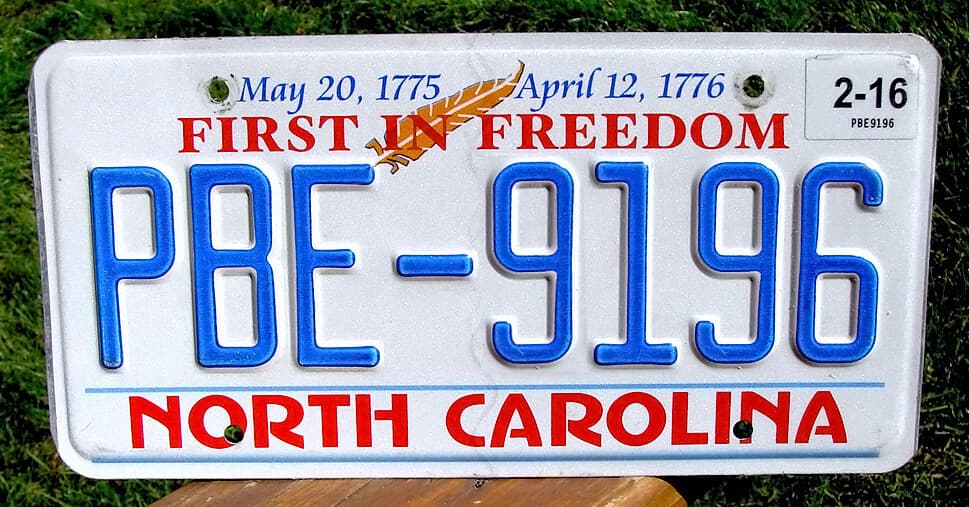 May 20, 1775 April 12, 1776
2-16
PBE9196
FIRST IN FREEDOM
PBE-9196
NORTH CAROLINA